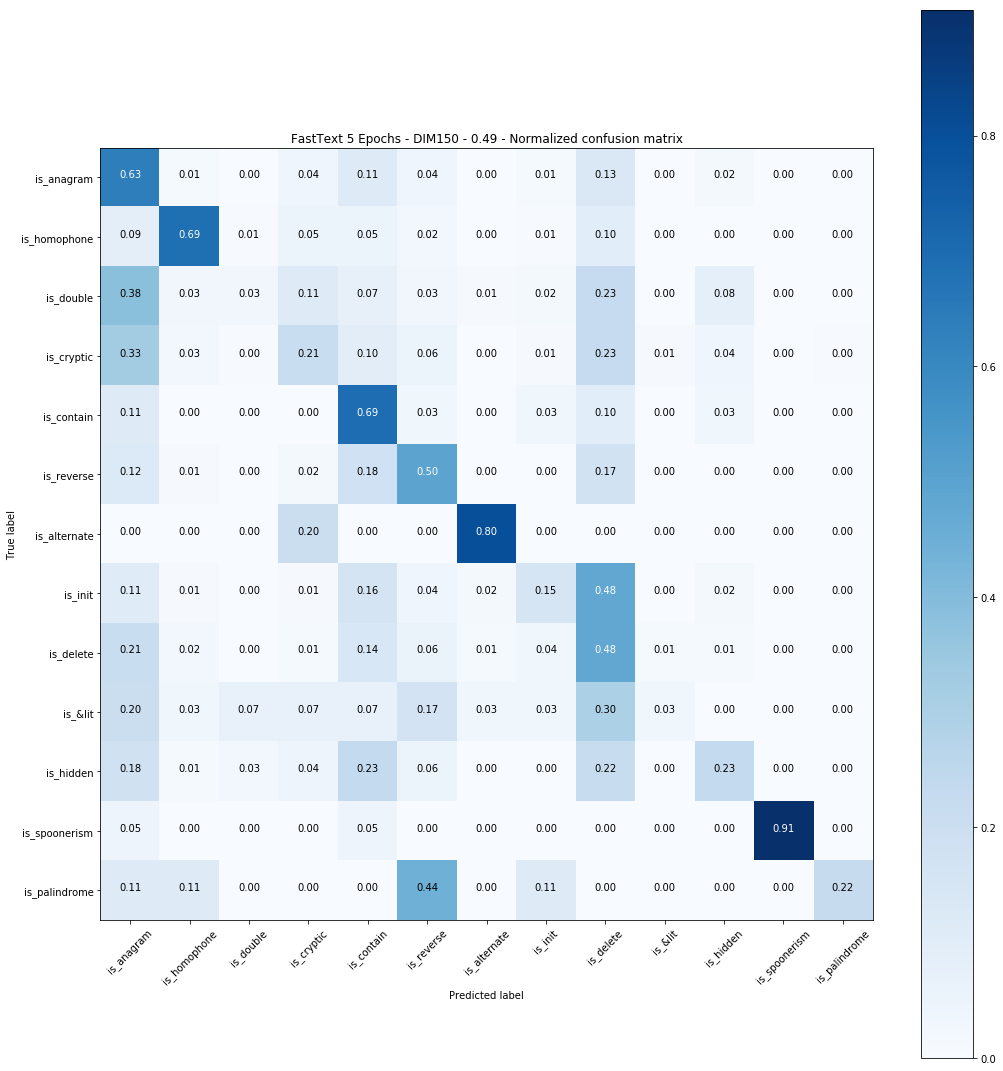 FastText 5 Epochs - DIM150 - 0.49 - Normalized confusion matrix
is_anagram 0.63 0.01 0.00 0.04 0.11 0.04 0.00 0.01 0.13 0.00 0.02 0.00 0.00
is_homophone 0.09 0.69 0.01 0.05 0.05 0.02 0.00 0.01 0.10 0.00 0.00 0.00 0.00
is_double 0.38 0.03 0.03 0.11 0.07 0.03 0.01 0.02 0.23 0.00 0.08 0.00 0.00
is_cryptic 0.33 0.03 0.00 0.21 0.10 0.06 0.00 0.01 0.23 0.01 0.04 0.00 0.00
is_contain 0.11 0.00 0.00 0.00 0.69 0.03 0.00 0.03 0.10 0.00 0.03 0.00 0.00
is_reverse 0.12 0.01 0.00 0.02 0.18 0.50 0.00 0.00 0.17 0.00 0.00 0.00 0.00
is_alternate 0.00 0.00 0.00 0.20 0.00 0.00 0.80 0.00 0.00 0.00 0.00 0.00 0.00
is_init 0.11 0.01 0.00 0.01 0.16 0.04 0.02 0.15 0.48 0.00 0.02 0.00 0.00
is_delete 0.21 0.02 0.00 0.01 0.14 0.06 0.01 0.04 0.48 0.01 0.01 0.00 0.00
is_&lit 0.20 0.03 0.07 0.07 0.07 0.17 0.03 0.03 0.30 0.03 0.00 0.00 0.00
is_hidden 0.18 0.01 0.03 0.04 0.23 0.06 0.00 0.00 0.22 0.00 0.23 0.00 0.00
is_spoonerism 0.05 0.00 0.00 0.00 0.05 0.00 0.00 0.00 0.00 0.00 0.00 0.91 0.00
is_palindrome 0.11 0.11 0.00 0.00 0.00 0.44 0.00 0.11 0.00 0.00 0.00 0.00 0.22
True label
is_anagram is_homophone is_double is_cryptic is_contain is_reverse is_alternate is_init is_delete is_&lit is_hidden is_spoonerism is_palindrome
Predicted label
0.8
0.6
0.4
0.2
0.0